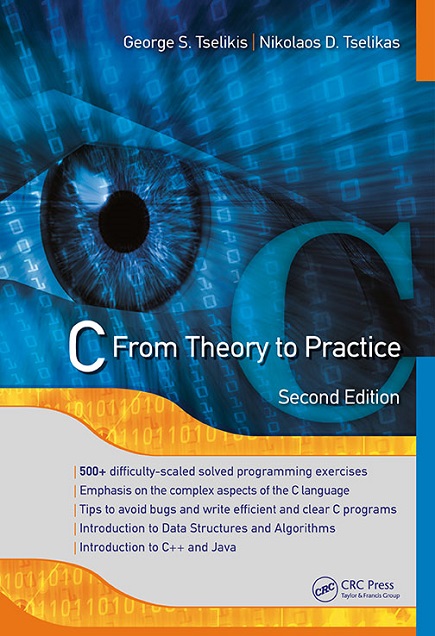 George S. Tselikis | Nikolaos D. Tselikas
C From Theory to Practice
Second Edition
500+ difficulty-scaled solved programming exercises
Emphasis on the complex aspects of the C language
Tips to avoid bugs and write efficient and clear C programs
Introduction to Data Structures and Algorithms
Introduction to C++ and Java
CRC CRC Press
Taylor & Francis Group